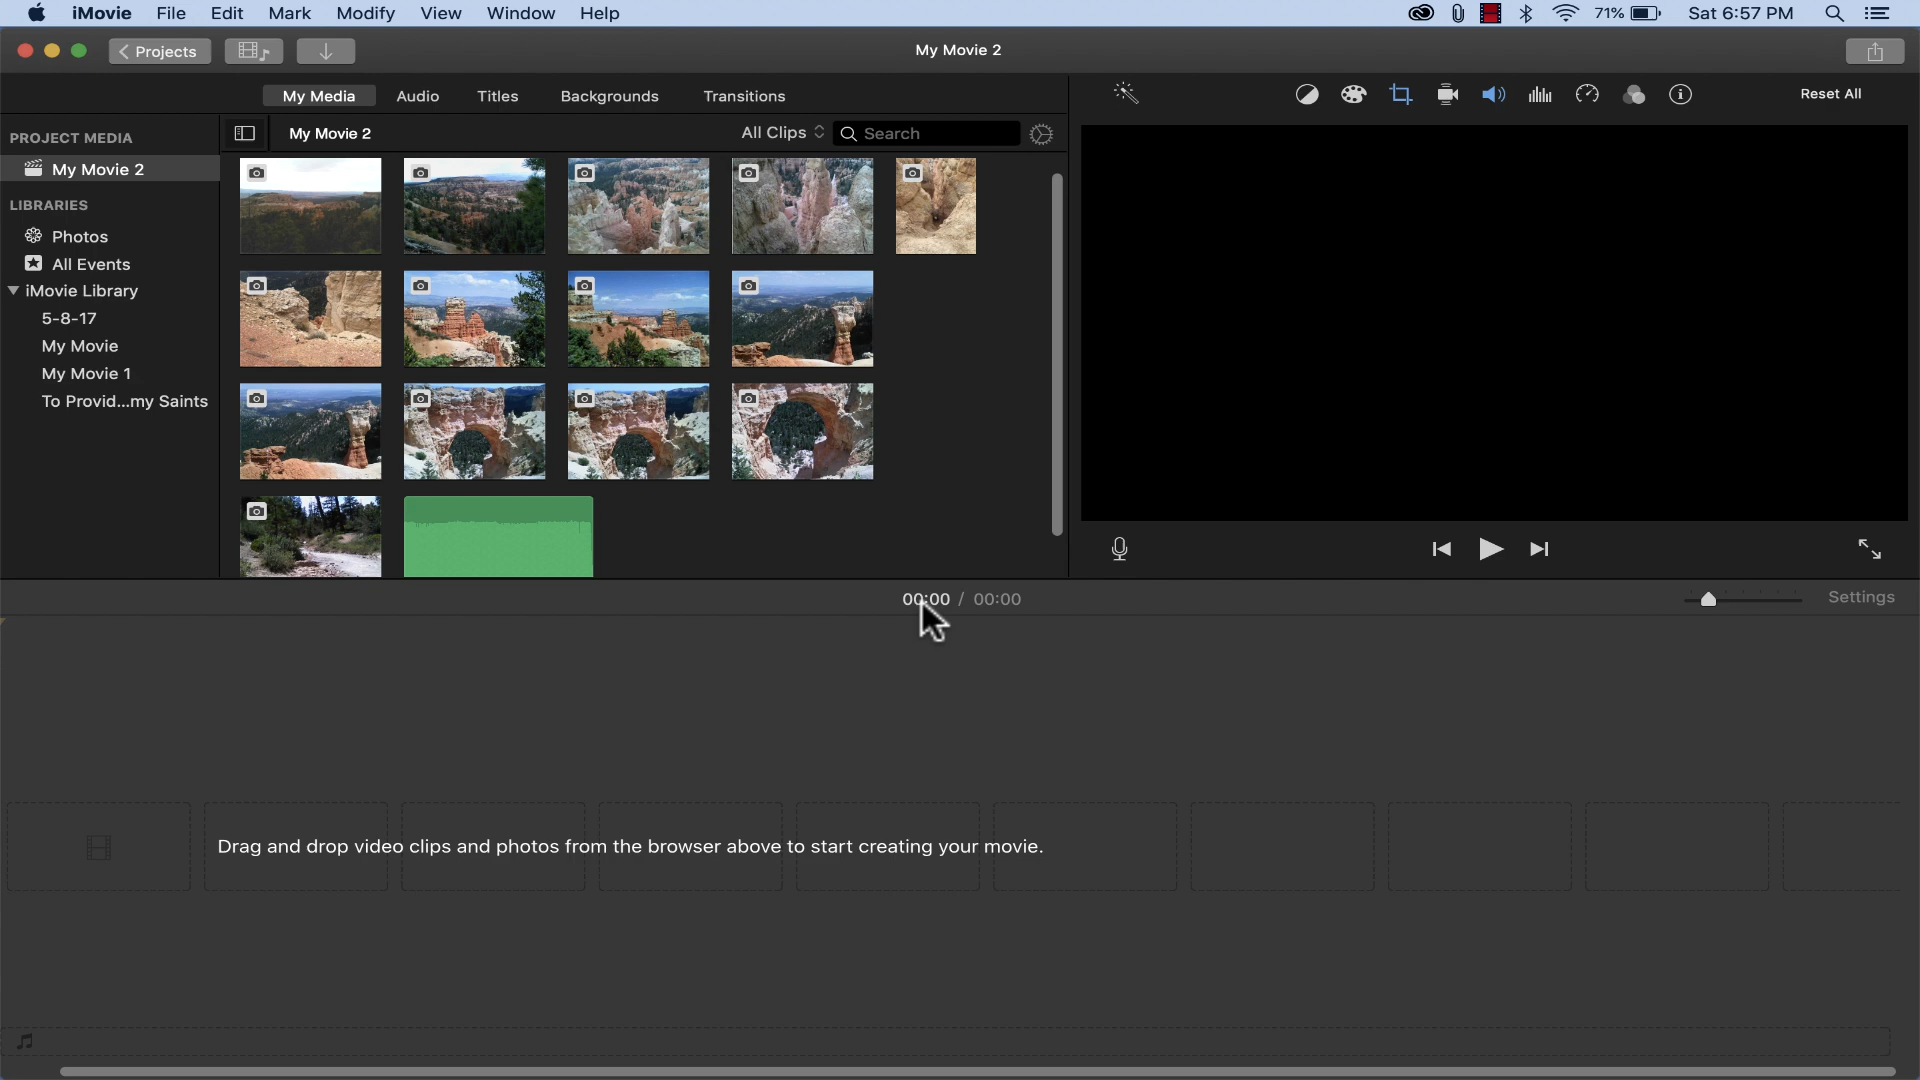 iMovie File Edit Mark Modify View Window Help 71% Sat 6:57 PM
Projects My Movie 2
My Media Audio Titles Backgrounds Transitions Reset All
PROJECT MEDIA
My Movie 2
LIBRARIES
Photos
All Events
iMovie Library
5-8-17
My Movie
My Movie 1
To Provid...my Saints
My Movie 2 All Clips Search
00:00 / 00:00 Settings
Drag and drop video clips and photos from the browser above to start creating your movie.